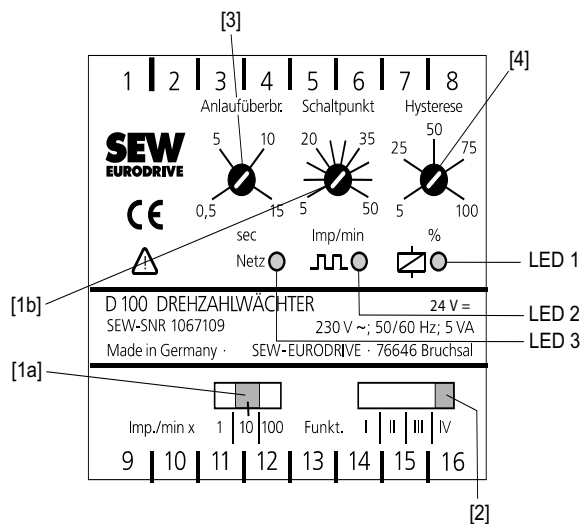 [3]
[4]
1 2 3 4 5 6 7 8
Anlaufüberbr. Schaltpunkt Hysterese
SEW
EURODRIVE
CE
5 10
0,5 15
20 35
5 50
50
25 75
5 100
sec Imp/min %
Netz
LED 1
[1b]
LED 2
D 100 DREHZAHLWÄCHTER 24 V =
SEW-SNR 1067109 230 V ~; 50/60 Hz; 5 VA
LED 3
Made in Germany · SEW-EURODRIVE · 76646 Bruchsal
[1a]
Imp./min x 1 10 100 Funkt. I II III IV
9 10 11 12 13 14 15 16
[2]